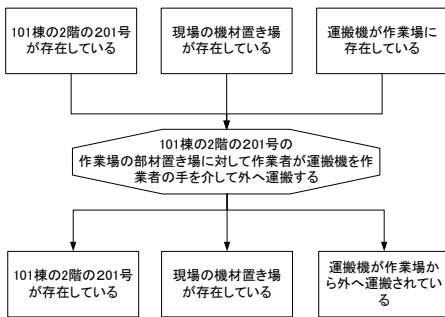 101棟の2階の201号
が存在している
現場の機材置き場
が存在している
運搬機が作業場に
存在している
101棟の2階の201号の
作業場の部材置き場に対して作業者が運搬機を作
業者の手を介して外へ運搬する
101棟の2階の201号
が存在している
現場の機材置き場
が存在している
運搬機が作業場か
ら外へ運搬されてい
る